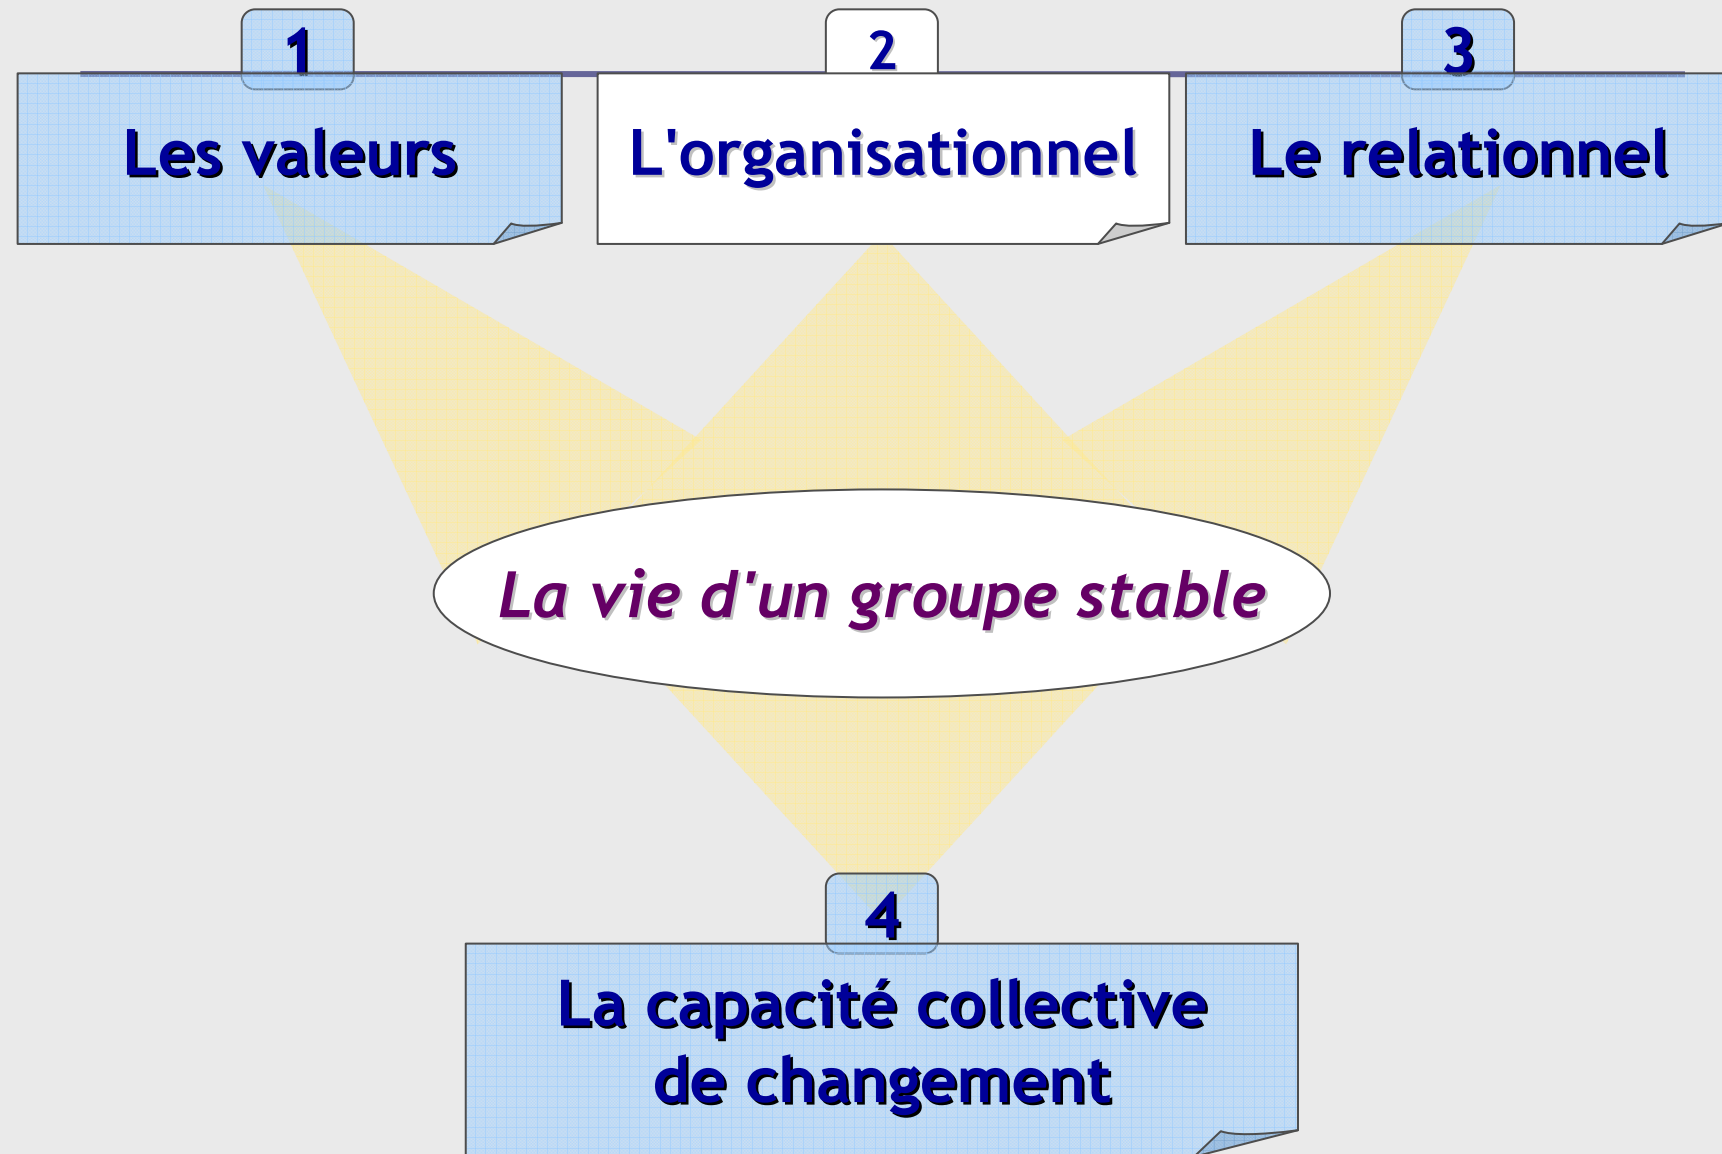 1
Les valeurs
2
L'organisationnel
3
Le relationnel
La vie d'un groupe stable
4
La capacité collective
de changement